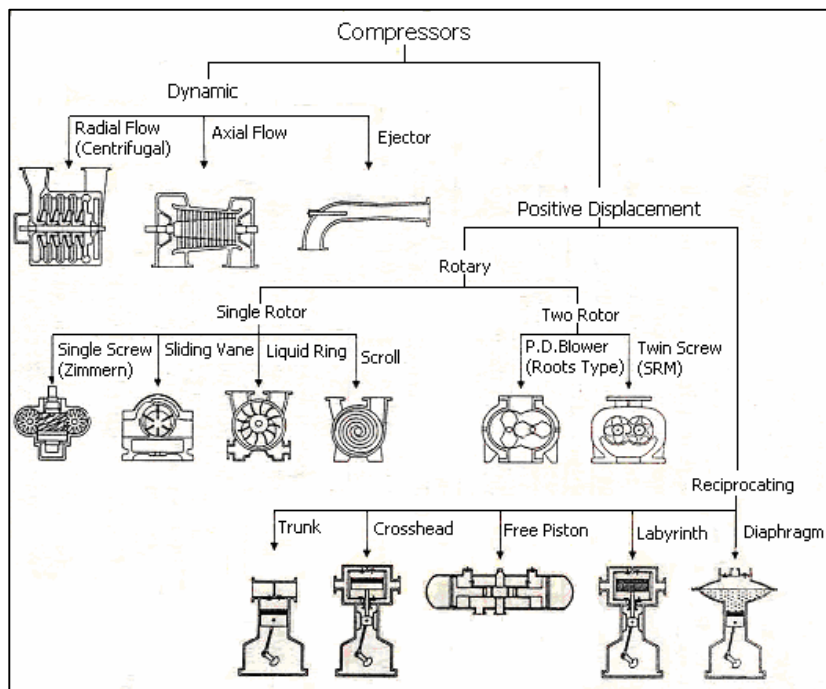 Compressors
Dynamic
Radial Flow
(Centrifugal)
Axial Flow
Ejector
Positive Displacement
Rotary
Single Rotor
Two Rotor
Single Screw
(Zimmern)
Sliding Vane
Liquid Ring
Scroll
P.D.Blower
(Roots Type)
Twin Screw
(SRM)
Reciprocating
Trunk
Crosshead
Free Piston
Labyrinth
Diaphragm